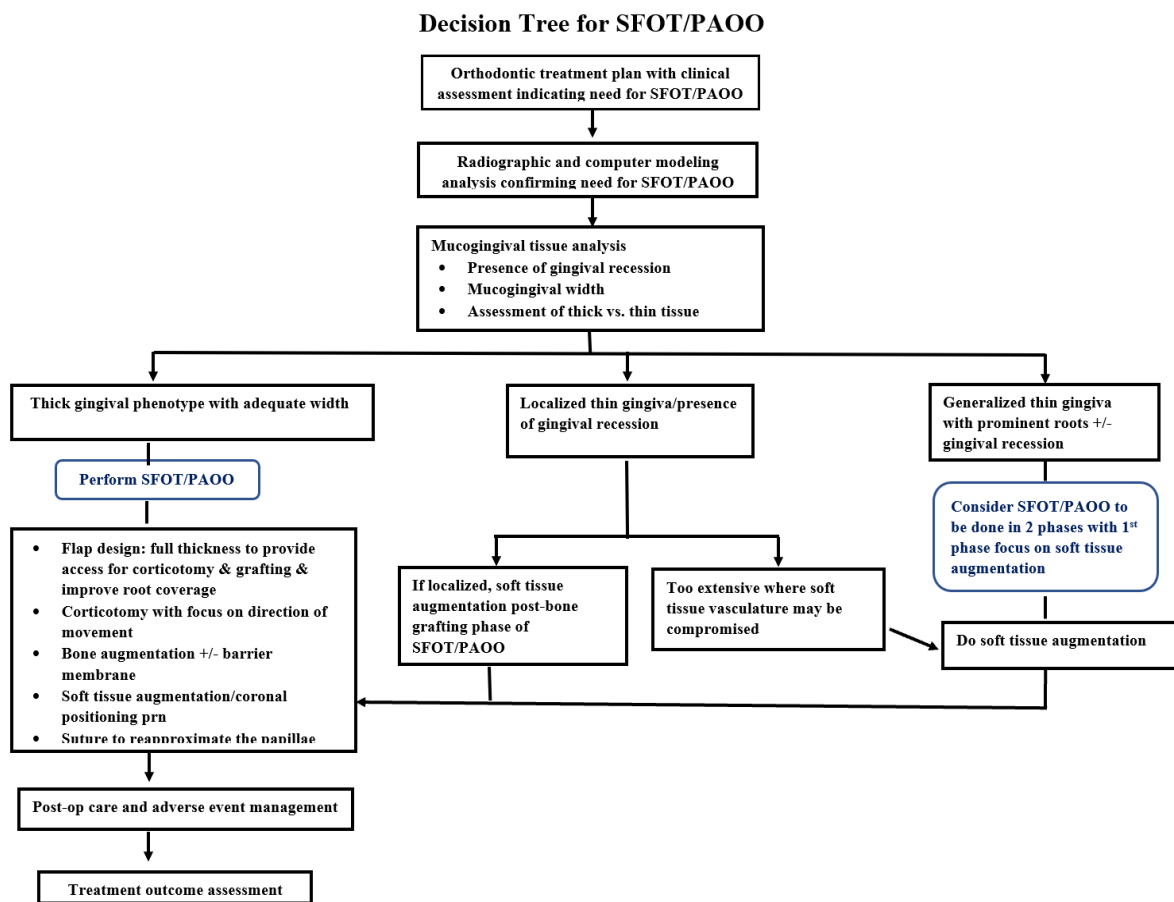 Decision Tree for SFOT/PAOO
Orthodontic treatment plan with clinical
assessment indicating need for SFOT/PAOO
Radiographic and computer modeling
analysis confirming need for SFOT/PAOO
Mucogingival tissue analysis
• Presence of gingival recession
• Mucogingival width
• Assessment of thick vs. thin tissue
Thick gingival phenotype with adequate width
Localized thin gingiva/presence
of gingival recession
Generalized thin gingiva
with prominent roots +/-
gingival recession
Perform SFOT/PAOO
Consider SFOT/PAOO to
be done in 2 phases with 1st
phase focus on soft tissue
augmentation
• Flap design: full thickness to provide
access for corticotomy & grafting &
improve root coverage
• Corticotomy with focus on direction of
movement
• Bone augmentation +/- barrier
membrane
• Soft tissue augmentation/coronal
positioning prn
• Suture to reapproximate the papillae
If localized, soft tissue
augmentation post-bone
grafting phase of
SFOT/PAOO
Too extensive where soft
tissue vasculature may be
compromised
Do soft tissue augmentation
Post-op care and adverse event management
Treatment outcome assessment